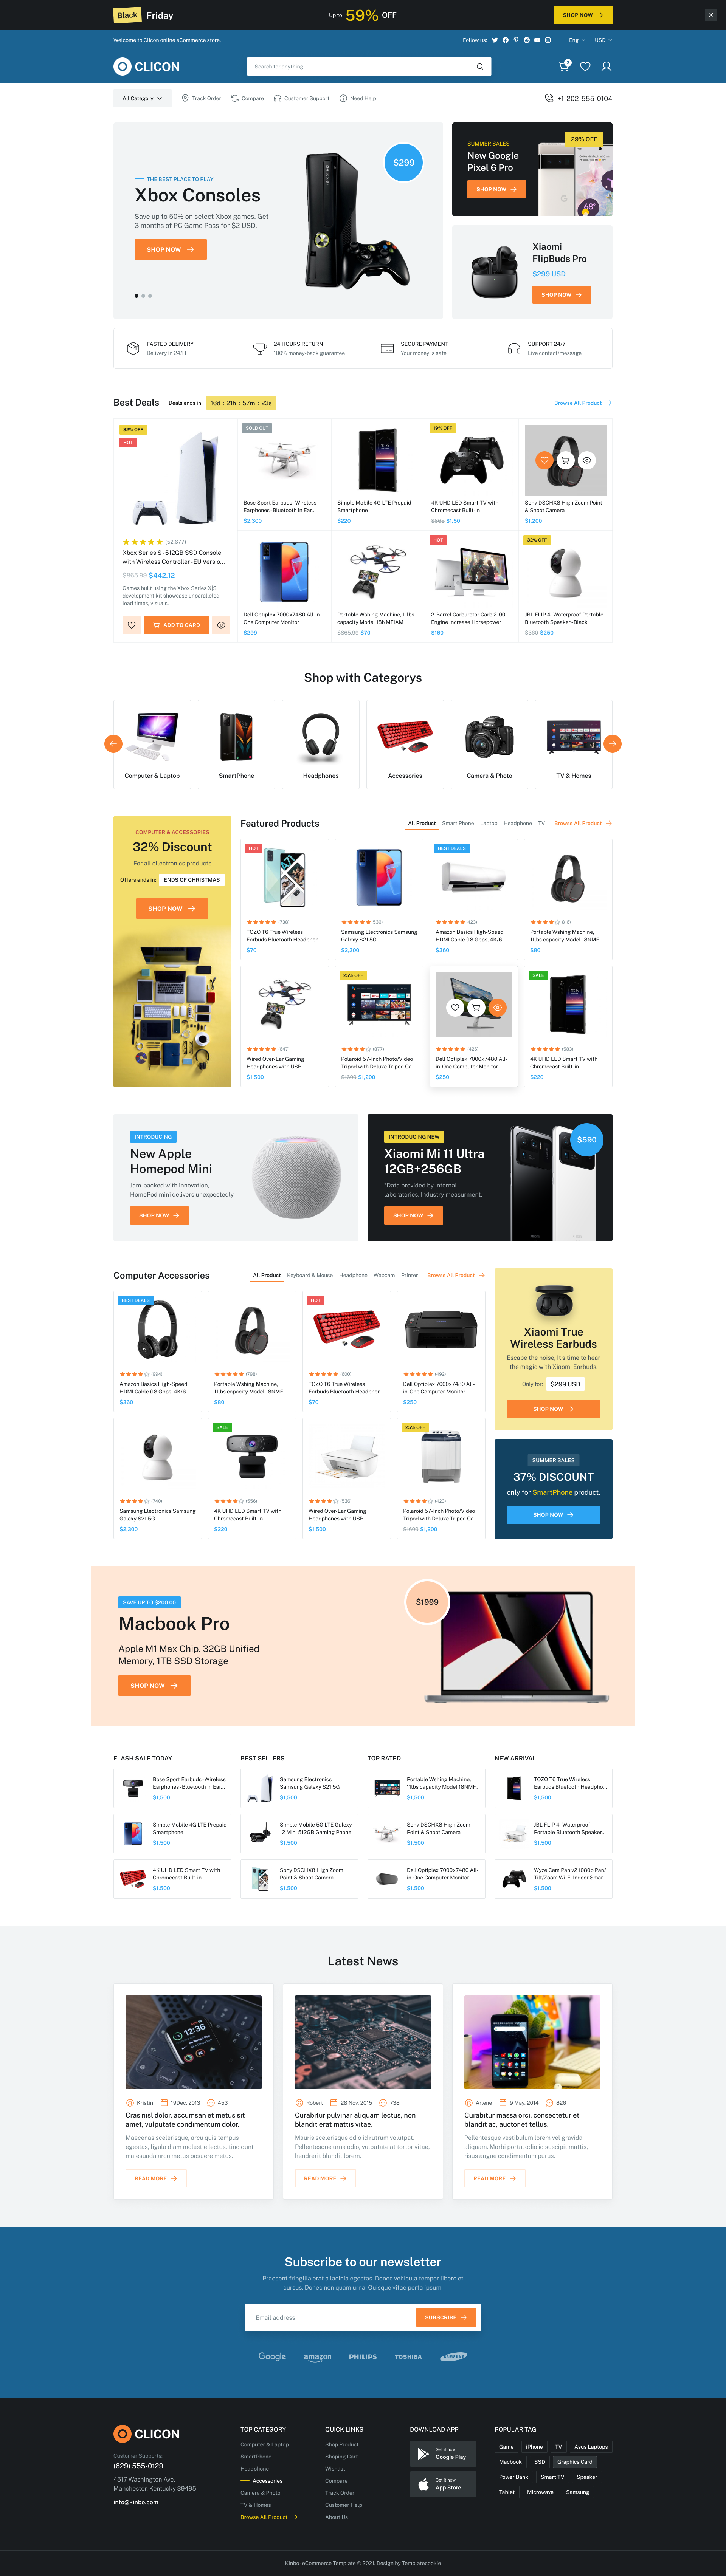 Black Friday
Up to 59% OFF
SHOP NOW
Welcome to Clicon online eCommerce store.
Follow us:
Eng
USD
CLICON
Search for anything...
2
All Category
Track Order
Compare
Customer Support
Need Help
+1-202-555-0104
THE BEST PLACE TO PLAY
Xbox Consoles
Save up to 50% on select Xbox games. Get
3 months of PC Game Pass for $2 USD.
SHOP NOW
$299
SUMMER SALES
New Google
Pixel 6 Pro
SHOP NOW
29% OFF
Xiaomi
FlipBuds Pro
$299 USD
SHOP NOW
FASTED DELIVERY
Delivery in 24/H
24 HOURS RETURN
100% money-back guarantee
SECURE PAYMENT
Your money is safe
SUPPORT 24/7
Live contact/message
Best Deals
Deals ends in
16d : 21h : 57m : 23s
Browse All Product
32% OFF
HOT
(52,677)
Xbox Series S - 512GB SSD Console
with Wireless Controller - EU Versio...
$865.99 $442.12
Games built using the Xbox Series X|S
development kit showcase unparalleled
load times, visuals.
ADD TO CARD
SOLD OUT
Bose Sport Earbuds - Wireless
Earphones - Bluetooth In Ear...
$2,300
Simple Mobile 4G LTE Prepaid
Smartphone
$220
19% OFF
4K UHD LED Smart TV with
Chromecast Built-in
$865 $1,50
Sony DSCHX8 High Zoom Point
& Shoot Camera
$1,200
Dell Optiplex 7000x7480 All-in-
One Computer Monitor
$299
Portable Wshing Machine, 11lbs
capacity Model 18NMFIAM
$865.99 $70
HOT
2-Barrel Carburetor Carb 2100
Engine Increase Horsepower
$160
32% OFF
JBL FLIP 4 - Waterproof Portable
Bluetooth Speaker - Black
$360 $250
Shop with Categorys
Computer & Laptop
SmartPhone
Headphones
Accessories
Camera & Photo
TV & Homes
COMPUTER & ACCESSORIES
32% Discount
For all ellectronics products
Offers ends in: ENDS OF CHRISTMAS
SHOP NOW
Featured Products
All Product
Smart Phone
Laptop
Headphone
TV
Browse All Product
HOT
(738)
TOZO T6 True Wireless
Earbuds Bluetooth Headphon...
$70
536)
Samsung Electronics Samsung
Galaxy S21 5G
$2,300
BEST DEALS
423)
Amazon Basics High-Speed
HDMI Cable (18 Gbps, 4K/6...
$360
(816)
Portable Wshing Machine,
11lbs capacity Model 18NMF...
$80
(647)
Wired Over-Ear Gaming
Headphones with USB
$1,500
25% OFF
(877)
Polaroid 57-Inch Photo/Video
Tripod with Deluxe Tripod Ca...
$1600 $1,200
(426)
Dell Optiplex 7000x7480 All-
in-One Computer Monitor
$250
SALE
(583)
4K UHD LED Smart TV with
Chromecast Built-in
$220
INTRODUCING
New Apple
Homepod Mini
Jam-packed with innovation,
HomePod mini delivers unexpectedly.
SHOP NOW
INTRODUCING NEW
Xiaomi Mi 11 Ultra
12GB+256GB
*Data provided by internal
laboratories. Industry measurment.
SHOP NOW
$590
Computer Accessories
All Product
Keyboard & Mouse
Headphone
Webcam
Printer
Browse All Product
BEST DEALS
(994)
Amazon Basics High-Speed
HDMI Cable (18 Gbps, 4K/6...
$360
(798)
Portable Wshing Machine,
11lbs capacity Model 18NMF...
$80
HOT
(600)
TOZO T6 True Wireless
Earbuds Bluetooth Headphon...
$70
(492)
Dell Optiplex 7000x7480 All-
in-One Computer Monitor
$250
(740)
Samsung Electronics Samsung
Galaxy S21 5G
$2,300
SALE
(556)
4K UHD LED Smart TV with
Chromecast Built-in
$220
(536)
Wired Over-Ear Gaming
Headphones with USB
$1,500
25% OFF
(423)
Polaroid 57-Inch Photo/Video
Tripod with Deluxe Tripod Ca...
$1600 $1,200
Xiaomi True
Wireless Earbuds
Escape the noise, It's time to hear
the magic with Xiaomi Earbuds.
Only for: $299 USD
SHOP NOW
SUMMER SALES
37% DISCOUNT
only for SmartPhone product.
SHOP NOW
SAVE UP TO $200.00
Macbook Pro
Apple M1 Max Chip. 32GB Unified
Memory, 1TB SSD Storage
SHOP NOW
$1999
FLASH SALE TODAY
Bose Sport Earbuds - Wireless
Earphones - Bluetooth In Ear...
$1,500
Simple Mobile 4G LTE Prepaid
Smartphone
$1,500
4K UHD LED Smart TV with
Chromecast Built-in
$1,500
BEST SELLERS
Samsung Electronics
Samsung Galaxy S21 5G
$1,500
Simple Mobile 5G LTE Galaxy
12 Mini 512GB Gaming Phone
$1,500
Sony DSCHX8 High Zoom
Point & Shoot Camera
$1,500
TOP RATED
Portable Wshing Machine,
11lbs capacity Model 18NMF...
$1,500
Sony DSCHX8 High Zoom
Point & Shoot Camera
$1,500
Dell Optiplex 7000x7480 All-
in-One Computer Monitor
$1,500
NEW ARRIVAL
TOZO T6 True Wireless
Earbuds Bluetooth Headpho...
$1,500
JBL FLIP 4 - Waterproof
Portable Bluetooth Speaker...
$1,500
Wyze Cam Pan v2 1080p Pan/
Tilt/Zoom Wi-Fi Indoor Smar...
$1,500
Latest News
12:36
Kristin
19Dec, 2013
453
Cras nisl dolor, accumsan et metus sit
amet, vulputate condimentum dolor.
Maecenas scelerisque, arcu quis tempus
egestas, ligula diam molestie lectus, tincidunt
malesuada arcu metus posuere metus.
READ MORE
Robert
28 Nov, 2015
738
Curabitur pulvinar aliquam lectus, non
blandit erat mattis vitae.
Mauris scelerisque odio id rutrum volutpat.
Pellentesque urna odio, vulputate at tortor vitae,
hendrerit blandit lorem.
READ MORE
Arlene
9 May, 2014
826
Curabitur massa orci, consectetur et
blandit ac, auctor et tellus.
Pellentesque vestibulum lorem vel gravida
aliquam. Morbi porta, odio id suscipit mattis,
risus augue condimentum purus.
READ MORE
Subscribe to our newsletter
Praesent fringilla erat a lacinia egestas. Donec vehicula tempor libero et
cursus. Donec non quam urna. Quisque vitae porta ipsum.
Email address
SUBSCRIBE
Google
amazon
PHILIPS
TOSHIBA
SAMSUNG
CLICON
Customer Supports:
(629) 555-0129
4517 Washington Ave.
Manchester, Kentucky 39495
info@kinbo.com
TOP CATEGORY
Computer & Laptop
SmartPhone
Headphone
Accessories
Camera & Photo
TV & Homes
Browse All Product
QUICK LINKS
Shop Product
Shoping Cart
Wishlist
Compare
Track Order
Customer Help
About Us
DOWNLOAD APP
Get it now
Google Play
Get it now
App Store
POPULAR TAG
Game
iPhone
TV
Asus Laptops
Macbook
SSD
Graphics Card
Power Bank
Smart TV
Speaker
Tablet
Microwave
Samsung
Kinbo - eCommerce Template © 2021. Design by Templatecookie